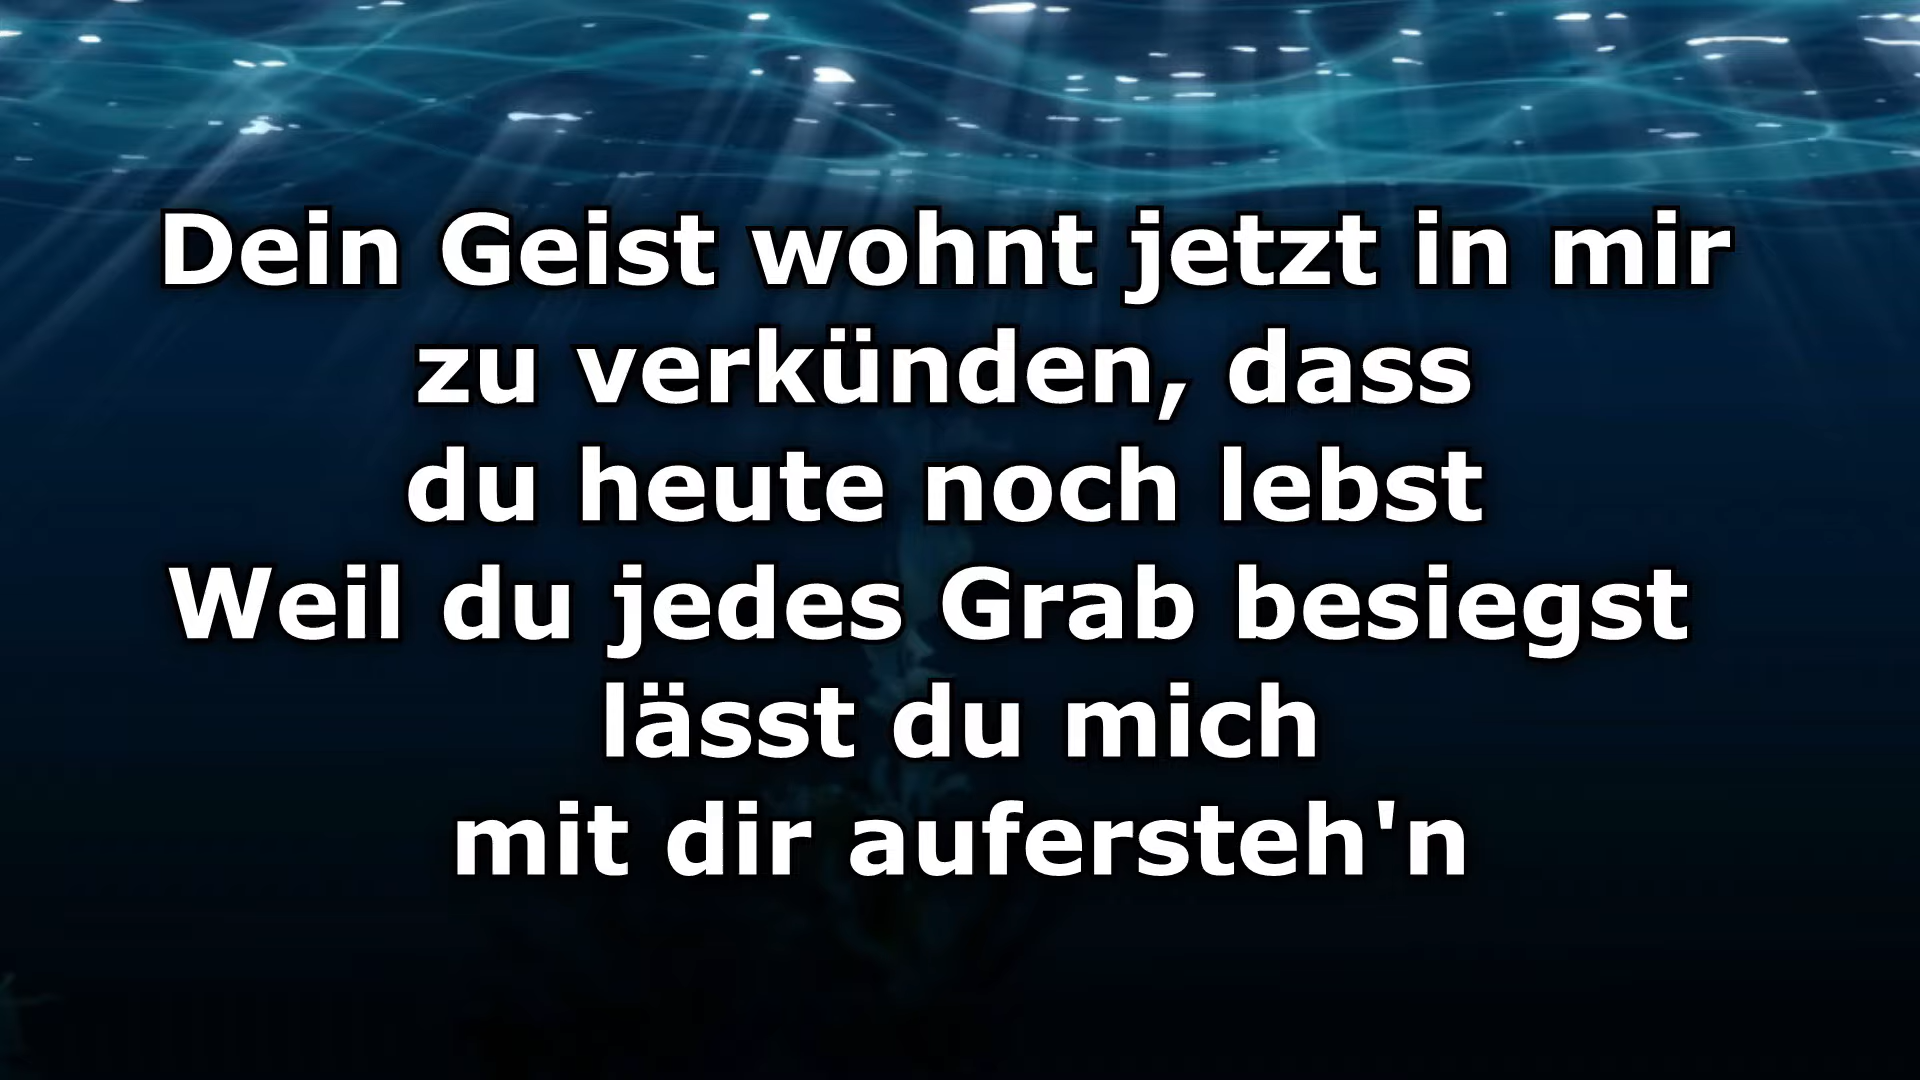 Dein Geist wohnt jetzt in mir
zu verkünden, dass
du heute noch lebst
Weil du jedes Grab besiegst
lässt du mich
mit dir aufersteh'n